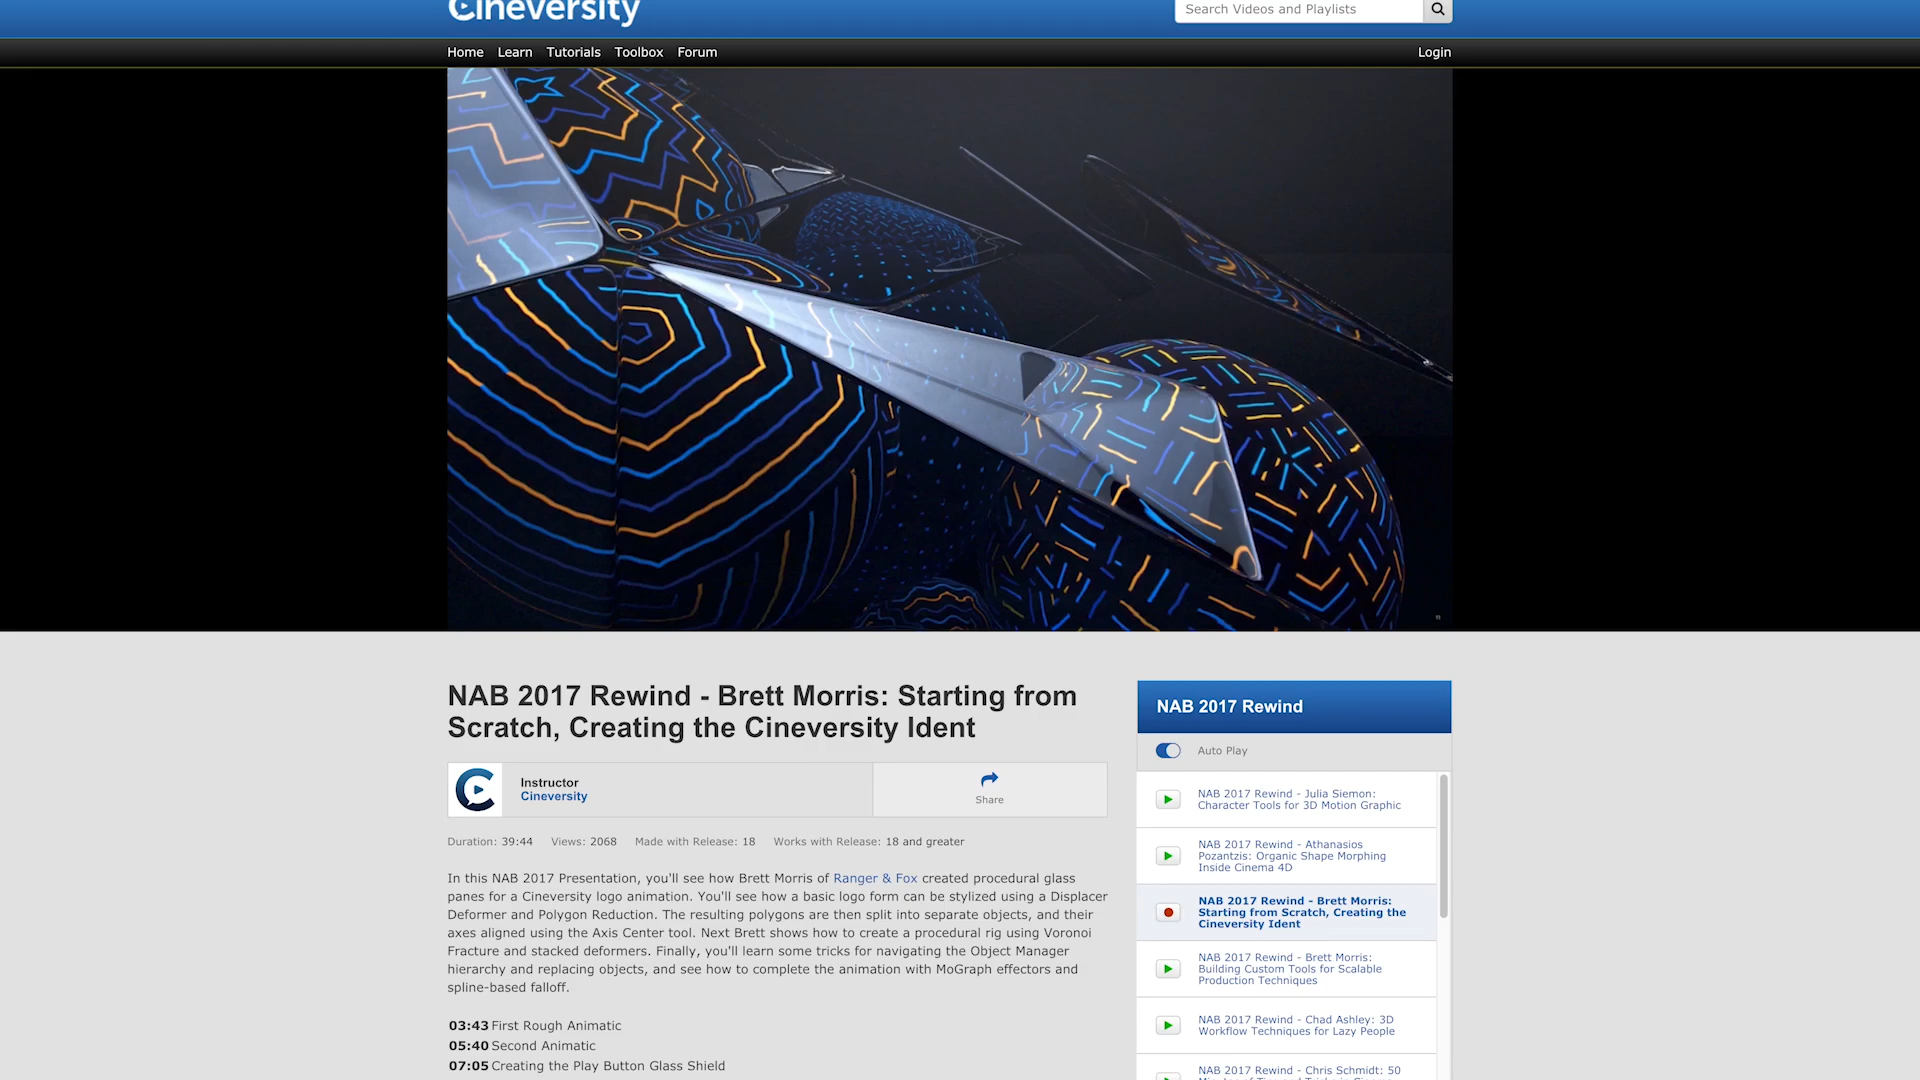 Cineversity
Search Videos and Playlists
Home Learn Tutorials Toolbox Forum
Login
NAB 2017 Rewind - Brett Morris: Starting from
Scratch, Creating the Cineversity Ident
Instructor
Cineversity
Share
Duration: 39:44 Views: 2068 Made with Release: 18 Works with Release: 18 and greater
In this NAB 2017 Presentation, you'll see how Brett Morris of Ranger & Fox created procedural glass
panes for a Cineversity logo animation. You'll see how a basic logo form can be stylized using a Displacer
Deformer and Polygon Reduction. The resulting polygons are then split into separate objects, and their
axes aligned using the Axis Center tool. Next Brett shows how to create a procedural rig using Voronoi
Fracture and stacked deformers. Finally, you'll learn some tricks for navigating the Object Manager
hierarchy and replacing objects, and see how to complete the animation with MoGraph effectors and
spline-based falloff.
03:43 First Rough Animatic
05:40 Second Animatic
07:05 Creating the Play Button Glass Shield
NAB 2017 Rewind
Auto Play
NAB 2017 Rewind - Julia Siemon:
Character Tools for 3D Motion Graphic
NAB 2017 Rewind - Athanasios
Pozantzis: Organic Shape Morphing
Inside Cinema 4D
NAB 2017 Rewind - Brett Morris:
Starting from Scratch, Creating the
Cineversity Ident
NAB 2017 Rewind - Brett Morris:
Building Custom Tools for Scalable
Production Techniques
NAB 2017 Rewind - Chad Ashley: 3D
Workflow Techniques for Lazy People
NAB 2017 Rewind - Chris Schmidt: 50